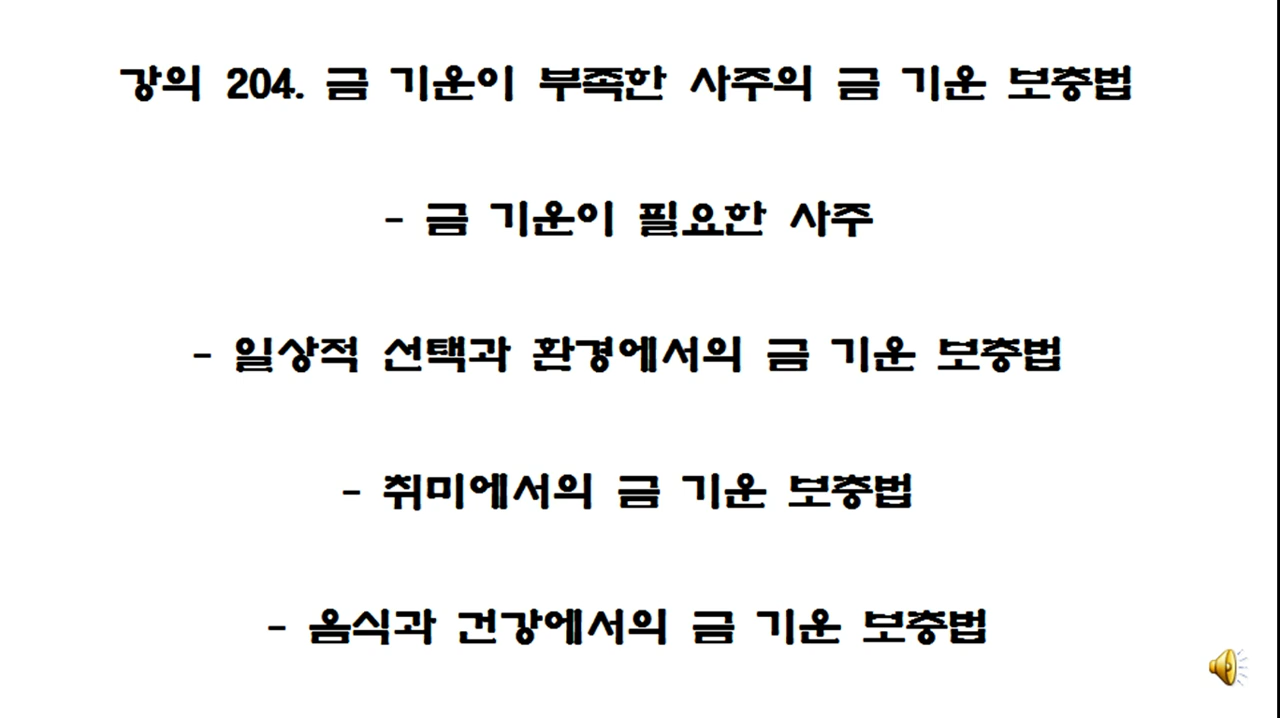 강의 204. 금 기운이 부족한 사주의 금 기운 보충법
- 금 기운이 필요한 사주
- 일상적 선택과 환경에서의 금 기운 보충법
- 취미에서의 금 기운 보충법
- 음식과 건강에서의 금 기운 보충법